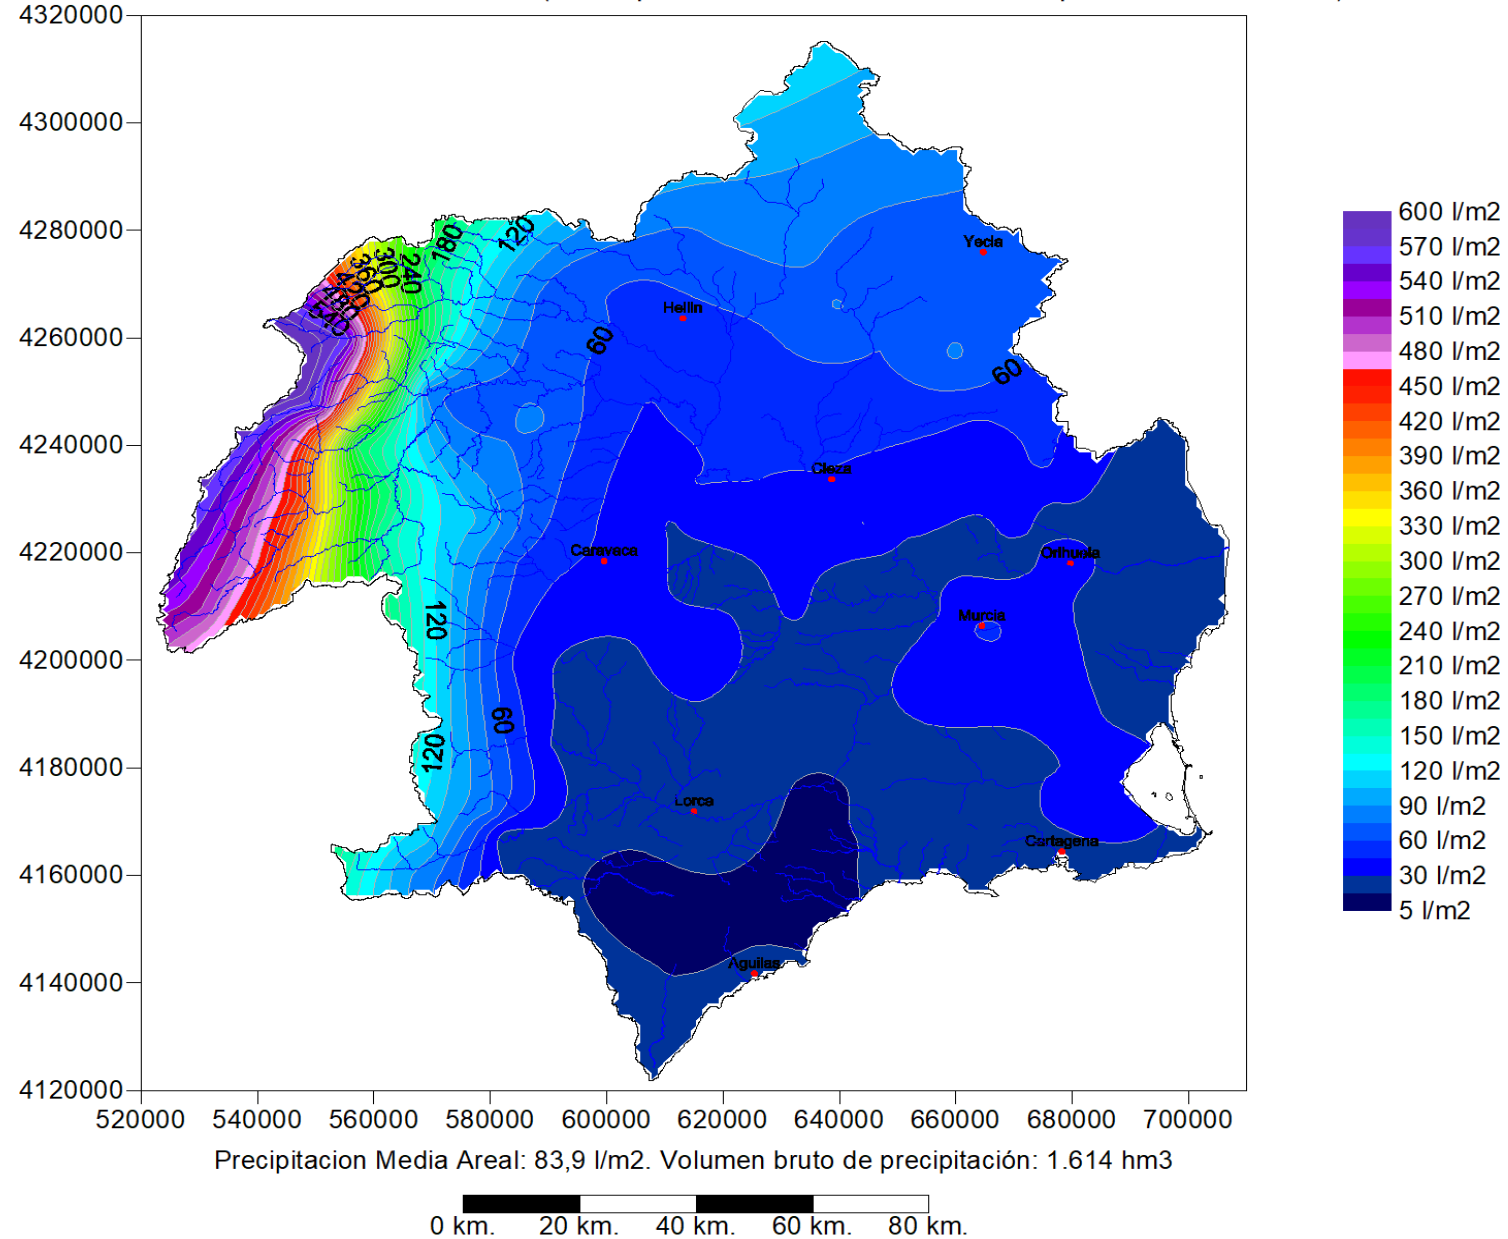 4320000
4300000
4280000
4260000
4240000
4220000
4200000
4180000
4160000
4140000
4120000
520000 540000 560000 580000 600000 620000 640000 660000 680000 700000
180
120
240
300
360
420
480
540
60
60
120
60
120
Yecla
Hellin
Cieza
Caravaca
Orihuela
Murcia
Lorca
Cartagena
Aguilas
600 l/m2
570 l/m2
540 l/m2
510 l/m2
480 l/m2
450 l/m2
420 l/m2
390 l/m2
360 l/m2
330 l/m2
300 l/m2
270 l/m2
240 l/m2
210 l/m2
180 l/m2
150 l/m2
120 l/m2
90 l/m2
60 l/m2
30 l/m2
5 l/m2
Precipitacion Media Areal: 83,9 l/m2. Volumen bruto de precipitación: 1.614 hm3
0 km. 20 km. 40 km. 60 km. 80 km.